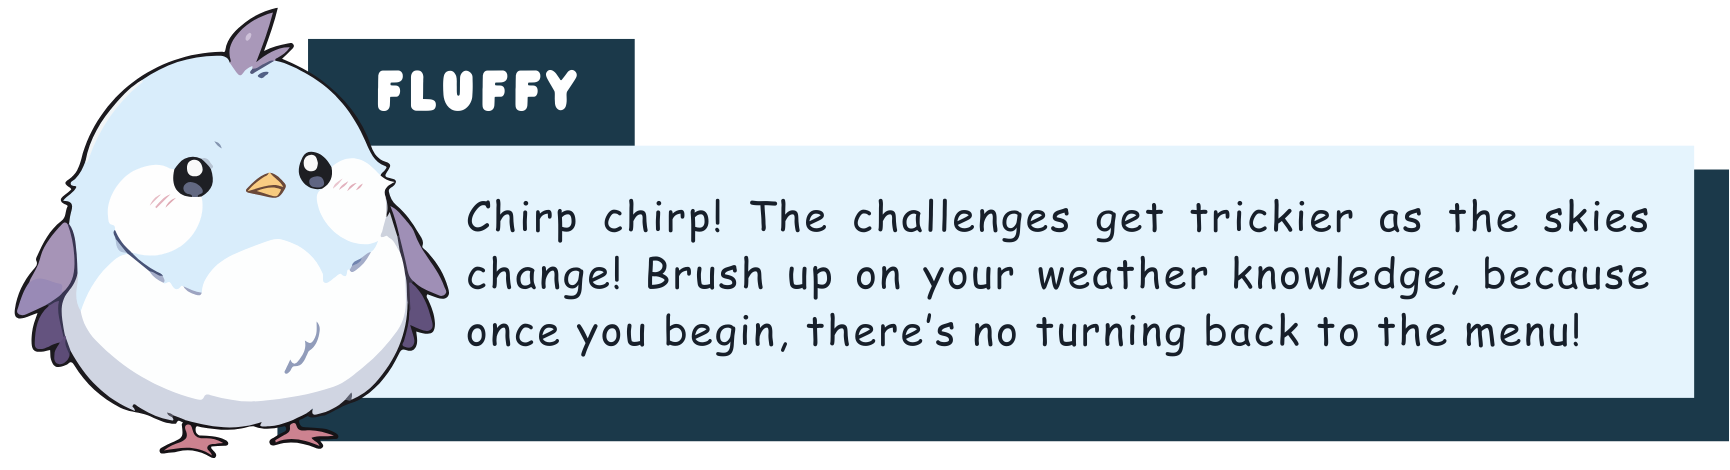 FLUFFY
Chirp chirp! The challenges get trickier as the skies
change! Brush up on your weather knowledge, because
once you begin, there's no turning back to the menu!